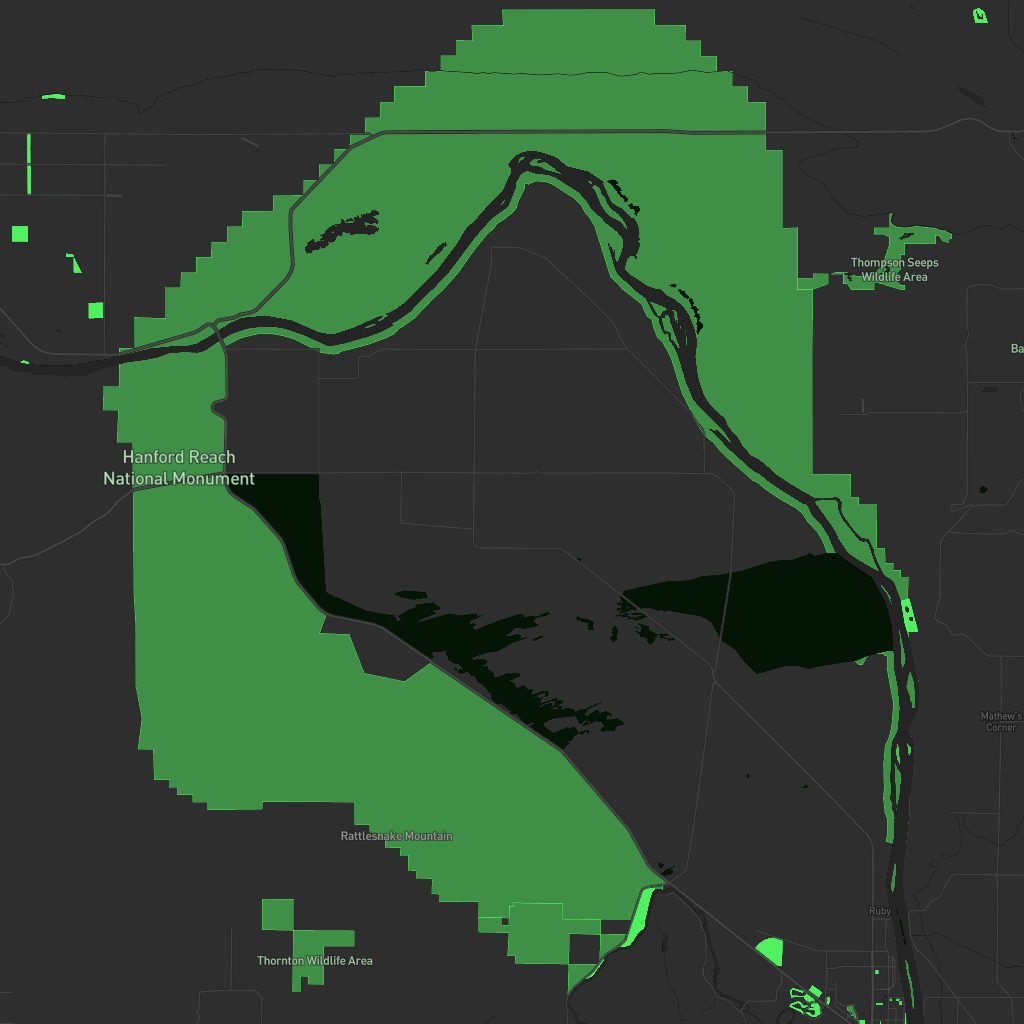 Thompson Seeps
Wildlife Area
Ba
Hanford Reach
National Monument
Mathew's
Corner
Rattlesnake Mountain
Ruby
Thornton Wildlife Area